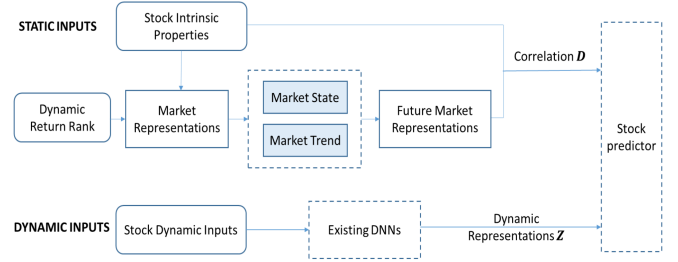 STATIC INPUTS
Stock Intrinsic
Properties
Correlation D
Dynamic
Return Rank
Market
Representations
Market State
Market Trend
Future Market
Representations
Stock
predictor
DYNAMIC INPUTS
Stock Dynamic Inputs
Existing DNNs
Dynamic
Representations Z